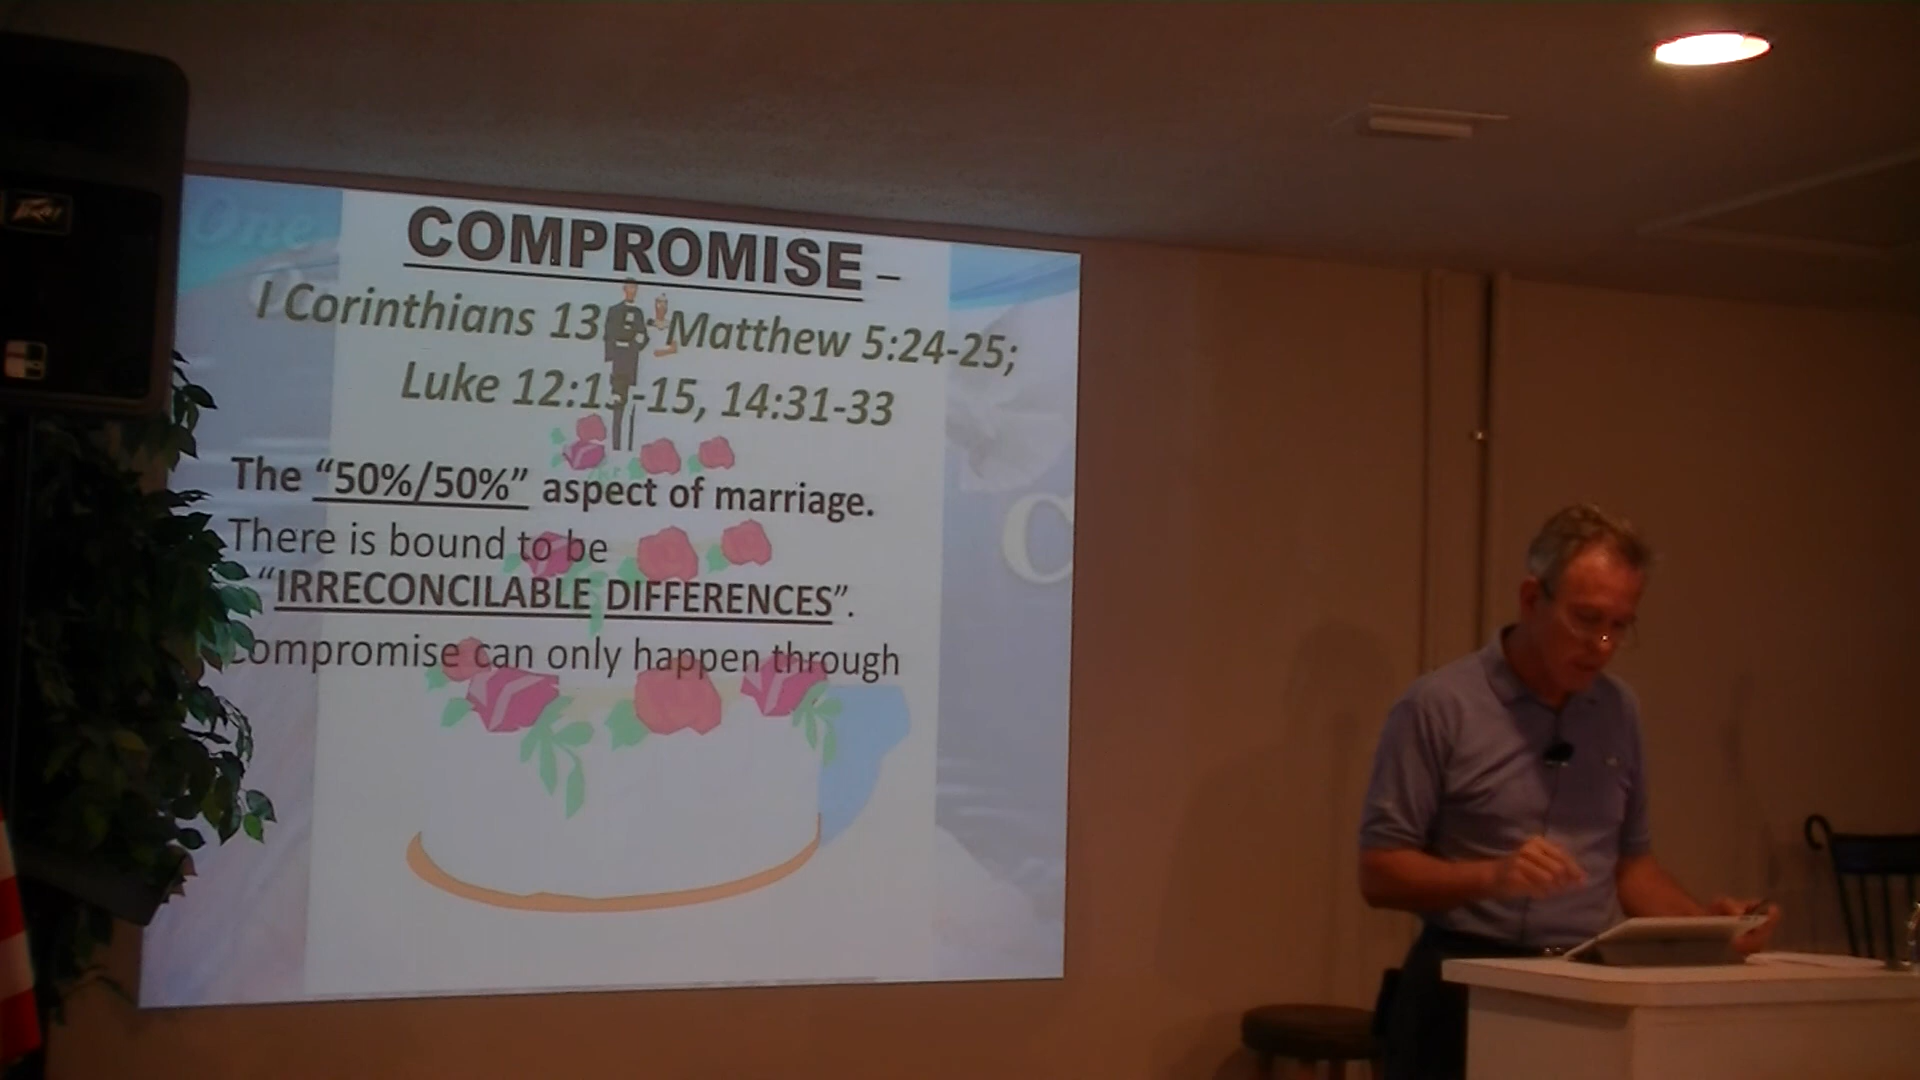 One
COMPROMISE –
I Corinthians 13: Matthew 5:24-25;
Luke 12:13-15, 14:31-33
The “50%/50%” aspect of marriage.
There is bound to be
“IRRECONCILABLE DIFFERENCES”.
Compromise can only happen through
C